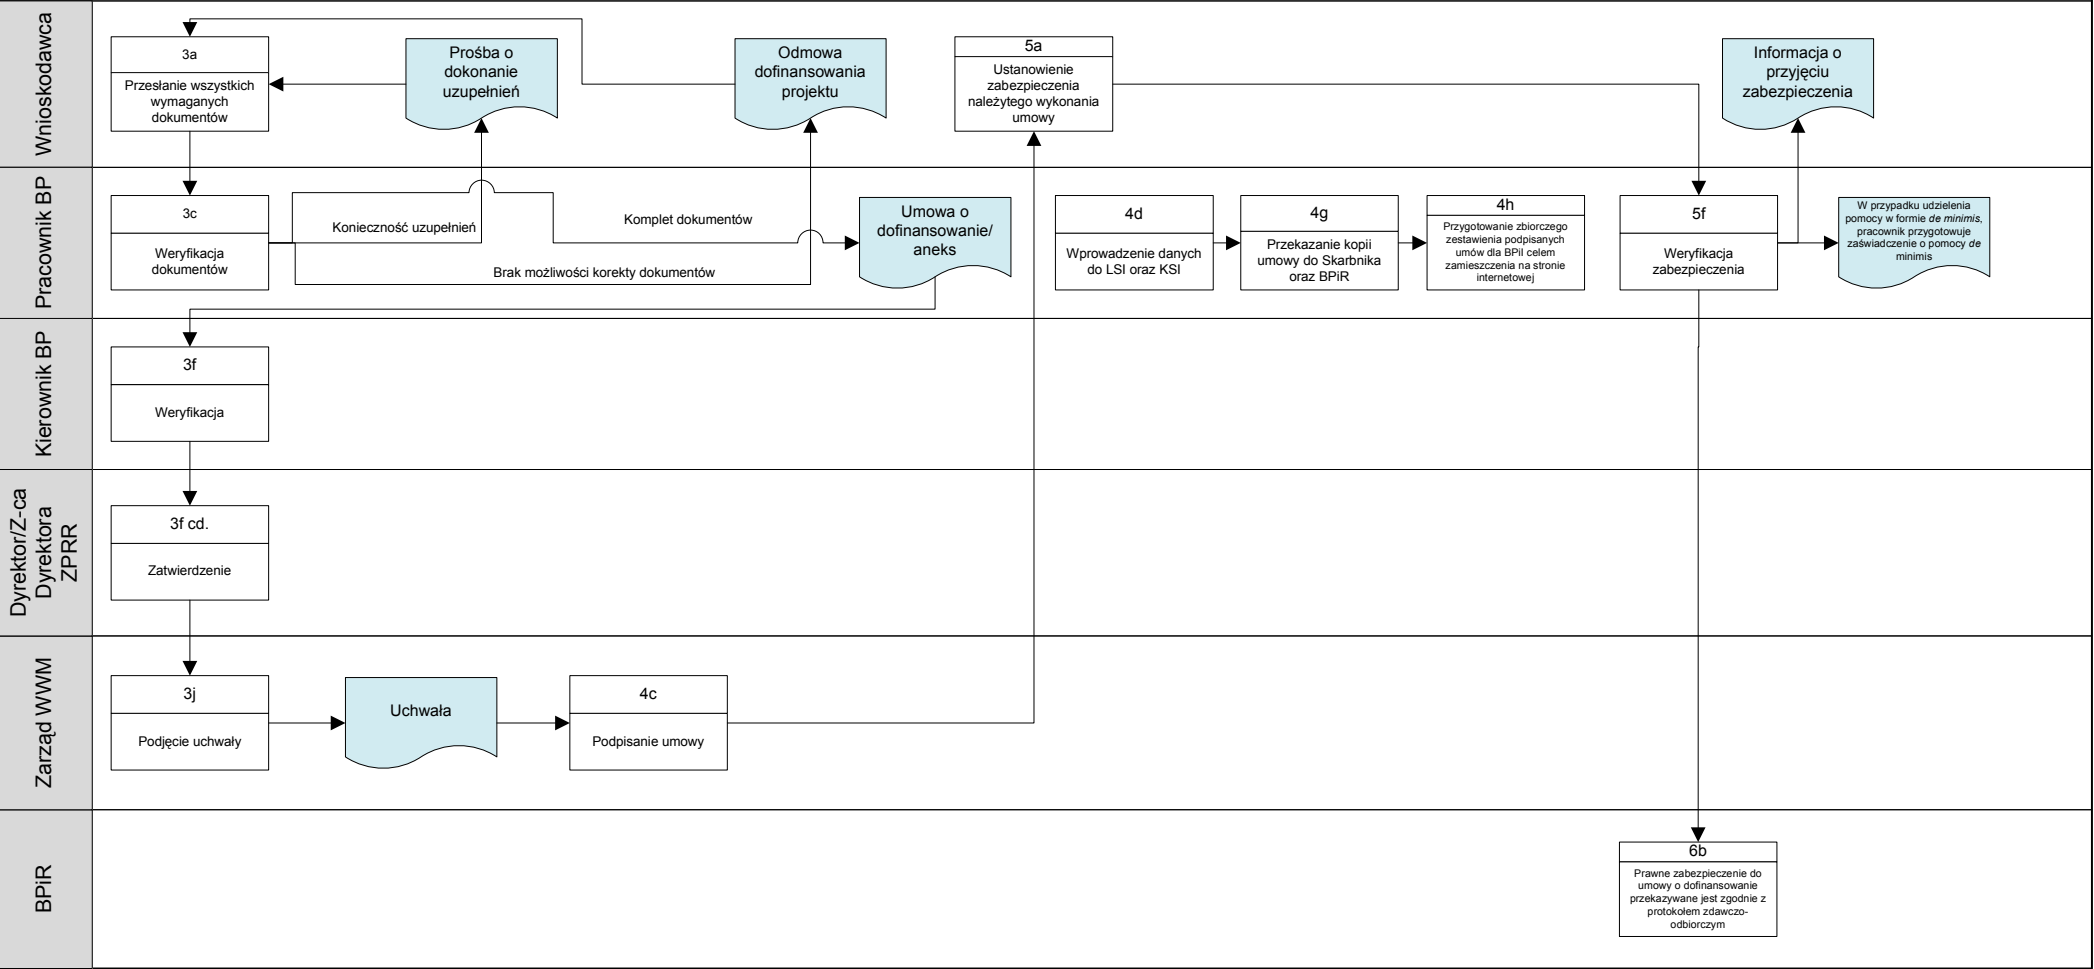 Wnioskodawca
3a
Przesłanie wszystkich
wymaganych
dokumentów
Prośba o
dokonanie
uzupełnień
Odmowa
dofinansowania
projektu
5a
Ustanowienie
zabezpieczenia
należytego wykonania
umowy
Informacja o
przyjęciu
zabezpieczenia
Pracownik BP
3c
Weryfikacja
dokumentów
Konieczność uzupełnień
Komplet dokumentów
Brak możliwości korekty dokumentów
Umowa o
dofinansowanie/
aneks
4d
Wprowadzenie danych
do LSI oraz KSI
4g
Przekazanie kopii
umowy do Skarbnika
oraz BPiR
4h
Przygotowanie zbiorczego
zestawienia podpisanych
umów dla BPiI celem
zamieszczenia na stronie
internetowej
5f
Weryfikacja
zabezpieczenia
W przypadku udzielenia
pomocy w formie de minimis,
pracownik przygotowuje
zaświadczenie o pomocy de
minimis
Kierownik BP
3f
Weryfikacja
Dyrektor/Z-ca
Dyrektora
ZPRR
3f cd.
Zatwierdzenie
Zarząd WWM
3j
Podjęcie uchwały
Uchwała
4c
Podpisanie umowy
BPiR
6b
Prawne zabezpieczenie do
umowy o dofinansowanie
przekazywane jest zgodnie z
protokołem zdawczo-
odbiorczym